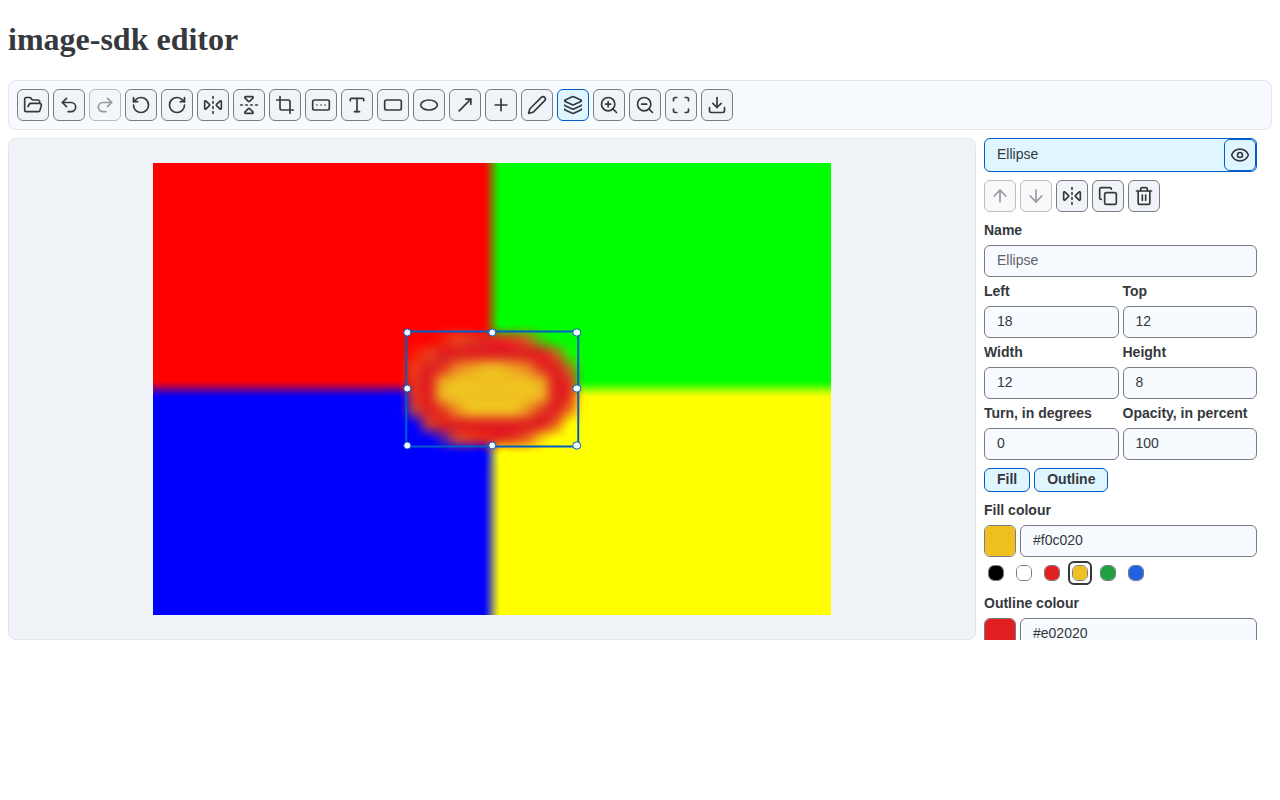 image-sdk editor
Ellipse
Name
Ellipse
Left Top
18 12
Width Height
12 8
Turn, in degrees Opacity, in percent
0 100
Fill Outline
Fill colour
#f0c020
Outline colour
#e02020